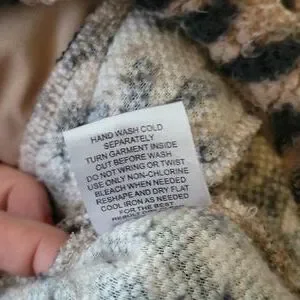 HAND WASH COLD
SEPARATELY
TURN GARMENT INSIDE
OUT BEFORE WASH
DO NOT WRING OR TWIST
USE ONLY NON-CHLORINE
BLEACH WHEN NEEDED
RESHAPE AND DRY FLAT
COOL IRON AS NEEDED
FOR THE BEST
RESULT